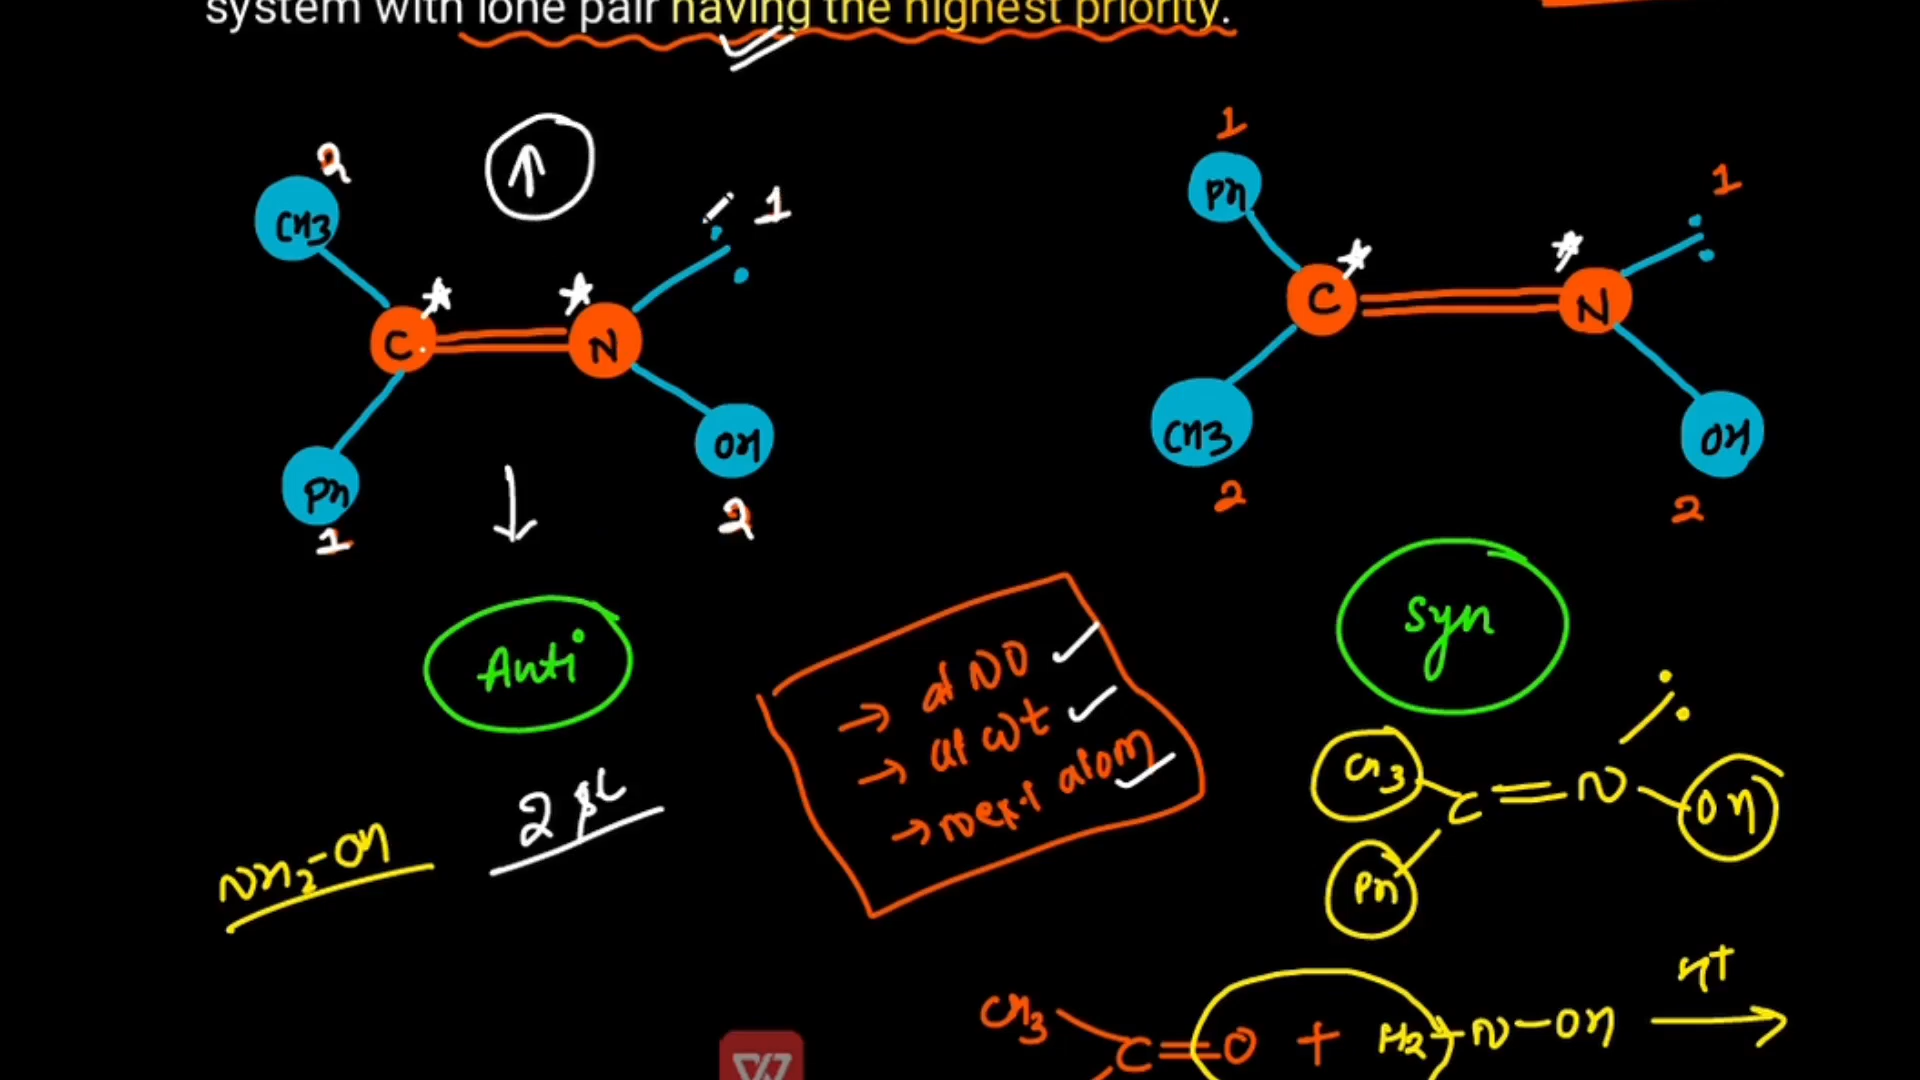 system with lone pair having the highest priority.
2
↑
1
CH3
C
N
Ph
1
OH
2
↓
Anti
1
Ph
1
C
N
CH3
2
OH
2
Syn
→ at NO
→ at wt
→ next atom
NH2-OH
CH3
C = N
OH
Ph
CH3
C=O + H2 N-OH
H+
→